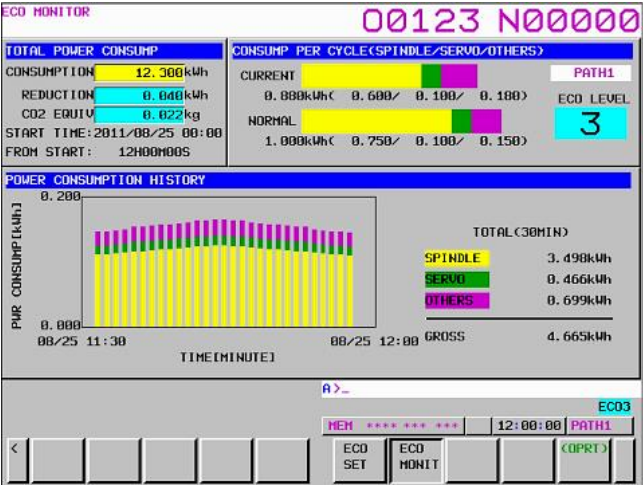 ECO MONITOR
O0123 N00000
TOTAL POWER CONSUMP
CONSUMPTION 12.300kWh
REDUCTION 0.040kWh
CO2 EQUIV 0.022kg
START TIME:2011/08/25 00:00
FROM START: 12H00M00S
CONSUMP PER CYCLE(SPINDLE/SERVO/OTHERS)
CURRENT
0.880kWh( 0.600/ 0.100/ 0.180)
NORMAL
1.000kWh( 0.750/ 0.100/ 0.150)
PATH1
ECO LEVEL
3
POWER CONSUMPTION HISTORY
PWR CONSUMP[kWh]
0.200
0.000
08/25 11:30
08/25 12:00
TIME[MINUTE]
TOTAL(30MIN)
SPINDLE 3.498kWh
SERVO 0.466kWh
OTHERS 0.699kWh
GROSS 4.665kWh
A>_
ECO3
MEM **** *** *** 12:00:00 PATH1
< ECO SET ECO MONIT (OPRT)